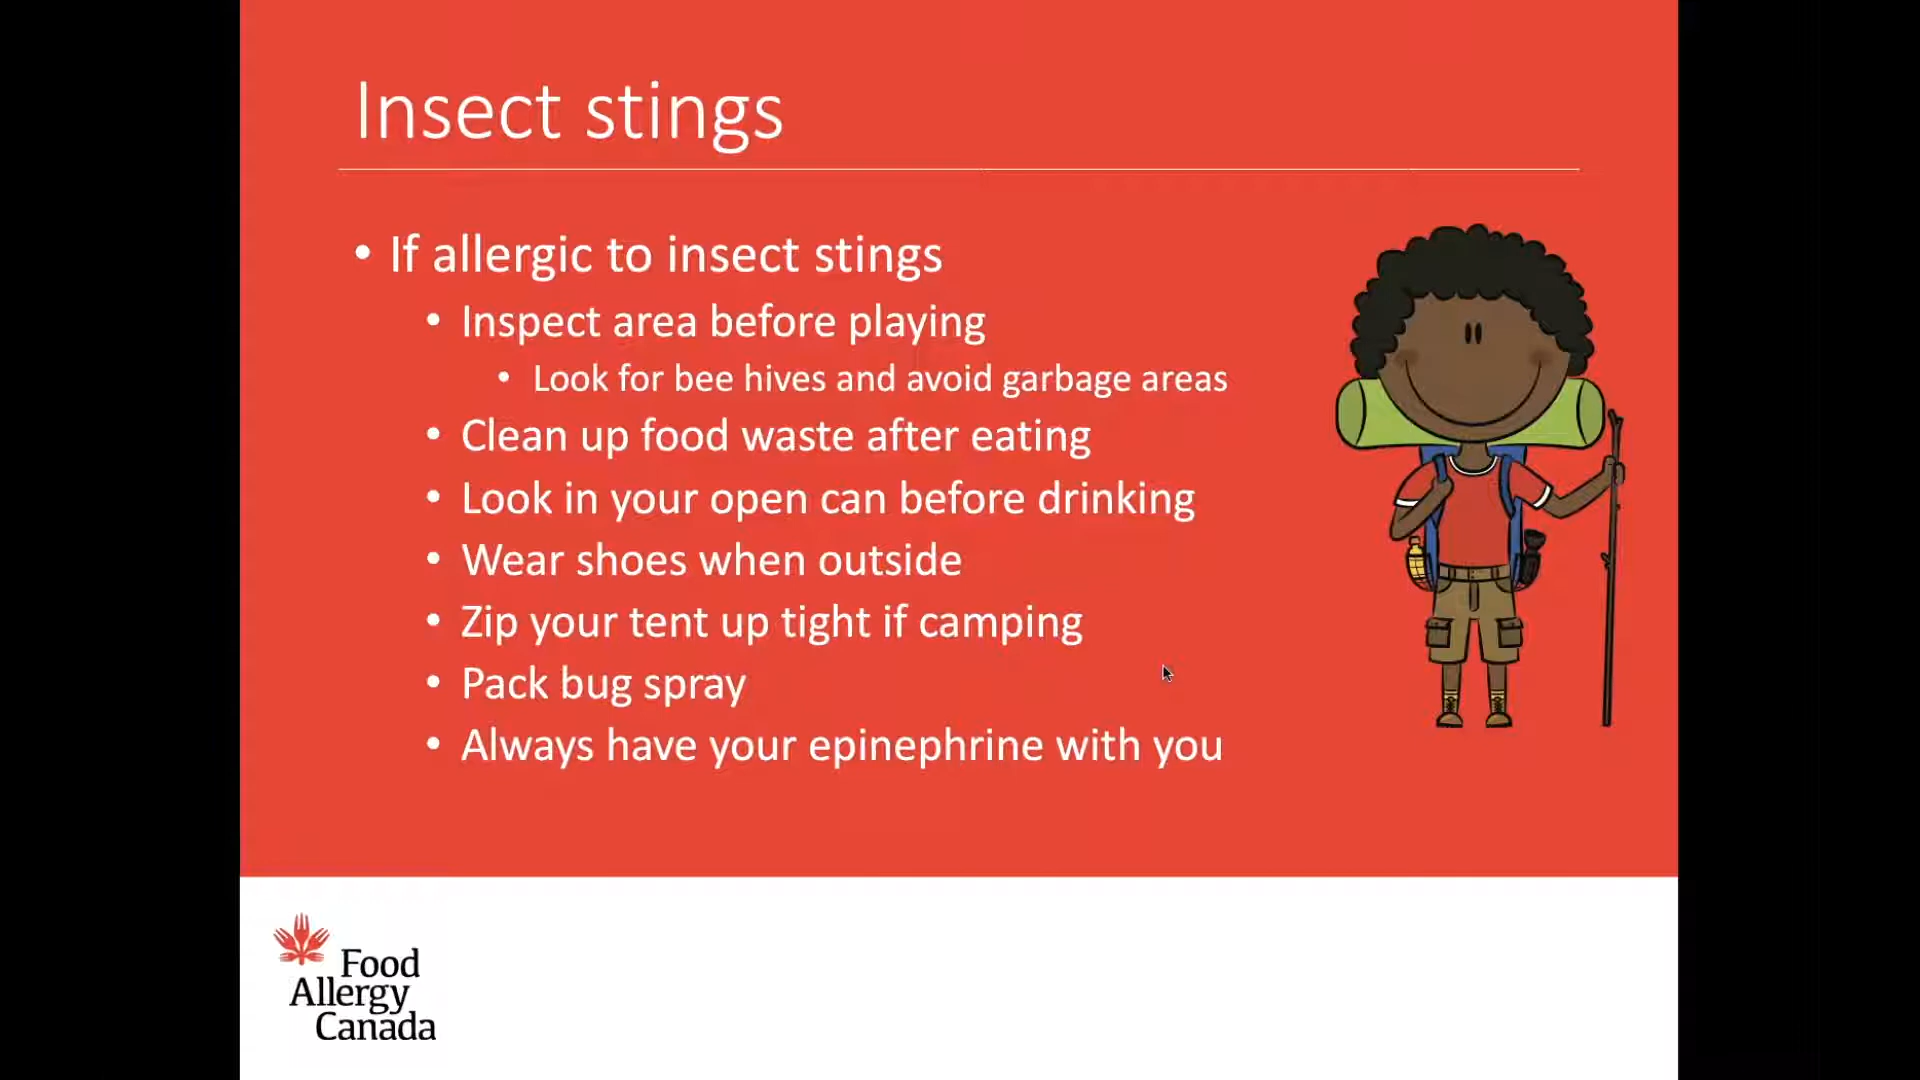 Insect stings
• If allergic to insect stings
• Inspect area before playing
• Look for bee hives and avoid garbage areas
• Clean up food waste after eating
• Look in your open can before drinking
• Wear shoes when outside
• Zip your tent up tight if camping
• Pack bug spray
• Always have your epinephrine with you
Food
Allergy
Canada